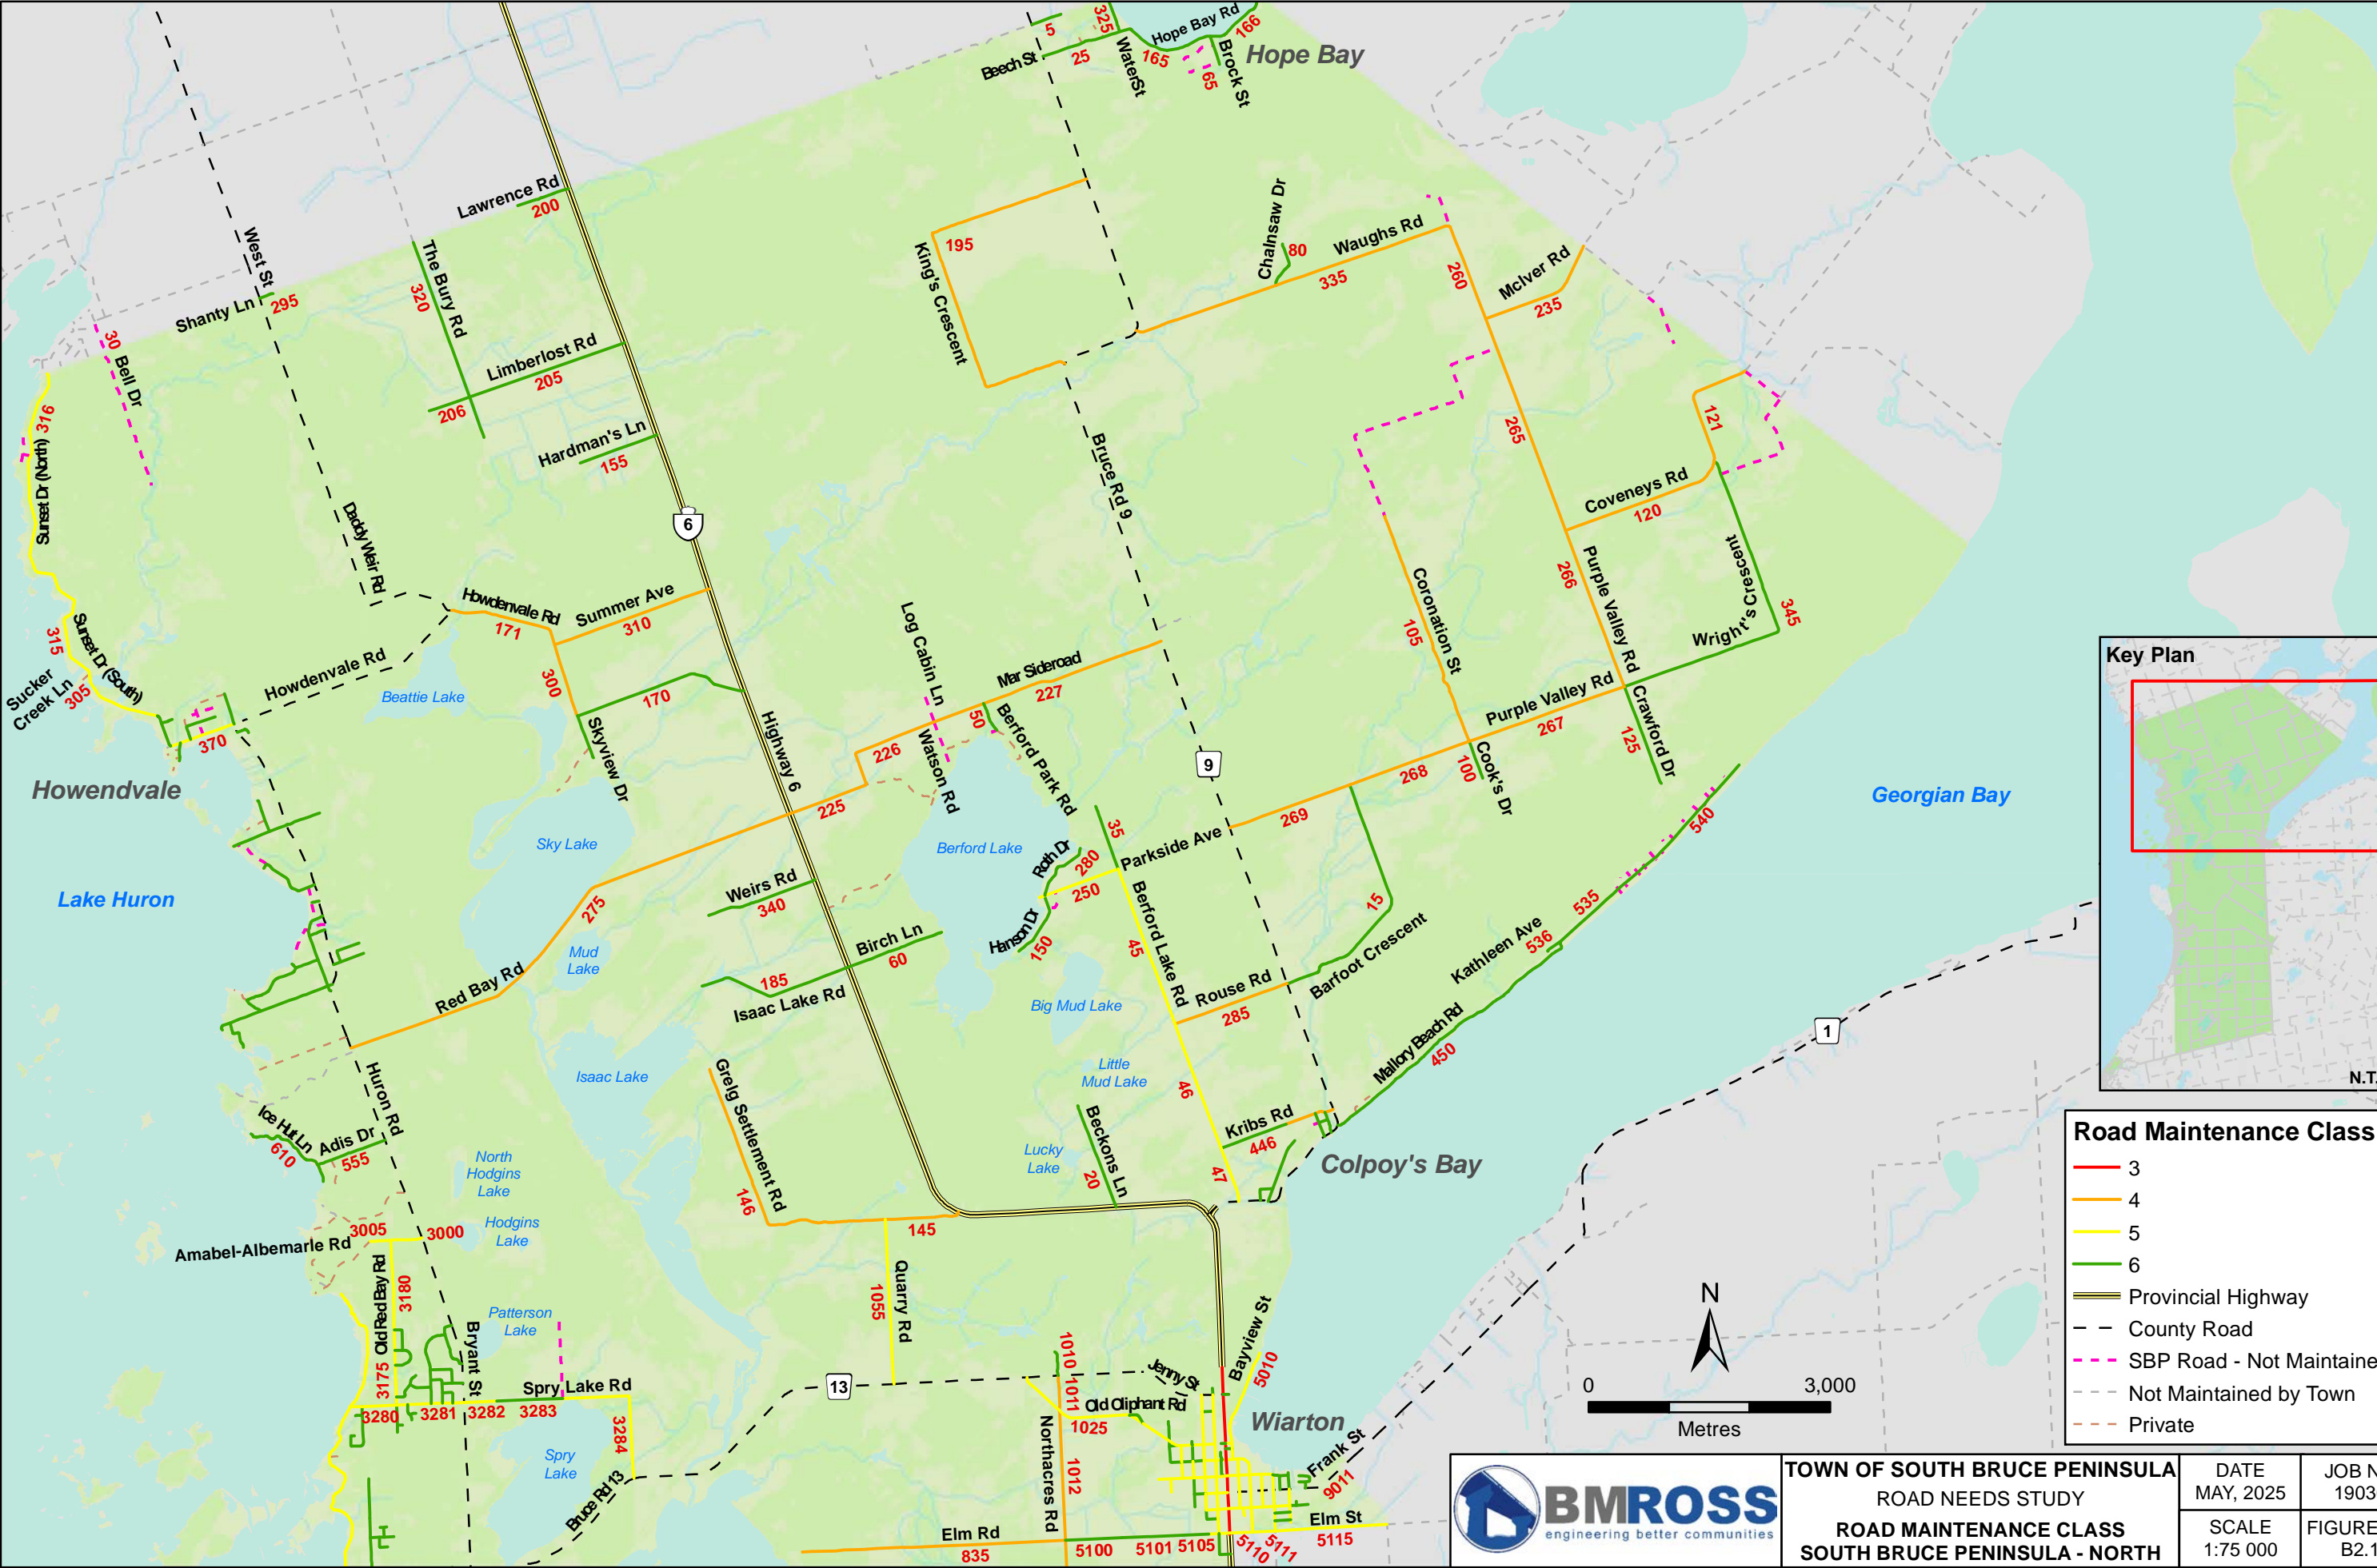 5
325
Hope Bay Rd
166
Beech St
25
Water St
165
65
Brock St
Hope Bay
Lawrence Rd
200
West St
Shanty Ln
295
The Bury Rd
320
King's Crescent
195
Chainsaw Dr
80
Waughs Rd
335
260
McIver Rd
235
30
Bell Dr
Limberlost Rd
205
206
Hardman's Ln
155
316
Sunset Dr (North)
6
Bruce Rd 9
265
121
Coveneys Rd
120
Daddy Weir Rd
Howdenvale Rd
171
Summer Ave
310
315
Sunset Dr (South)
Sucker
Creek Ln
305
Howdenvale Rd
Beattie Lake
300
170
Skyview Dr
370
Howendvale
Highway 6
Log Cabin Ln
Mar Sideroad
227
226
Watson Rd
50
Berford Park Rd
225
Coronation St
105
266
Purple Valley Rd
Wright's Crescent
345
Purple Valley Rd
267
Crawford Dr
125
9
268
100
Cook's Dr
269
Georgian Bay
540
Key Plan
N.T.
Lake Huron
Sky Lake
Berford Lake
35
Parkside Ave
Roth Dr
280
250
Weirs Rd
340
275
Mud
Lake
Birch Ln
60
Hanson Dr
150
45
Berford Lake Rd
15
Barfoot Crescent
535
536
Kathleen Ave
Red Bay Rd
185
Isaac Lake Rd
Big Mud Lake
Rouse Rd
285
Mallory Beach Rd
450
1
Isaac Lake
Little
Mud Lake
46
Huron Rd
Greig Settlement Rd
146
Ice Hut Ln
610
Adis Dr
555
North
Hodgins
Lake
Lucky
Lake
Beckons Ln
20
Kribs Rd
446
47
Colpoy's Bay
Hodgins
Lake
3005
3000
Amabel-Albemarle Rd
145
Old Red Bay Rd
3180
Patterson
Lake
Quarry Rd
1055
Bryant St
3175
Spry Lake Rd
3280
3281
3282
3283
3284
Spry
Lake
Bruce Rd 13
13
1010
1011
Jenny St
Bayview St
5010
Old Oliphant Rd
1025
Northacres Rd
1012
Wiarton
Frank St
9011
Elm Rd
835
5100
5101
5105
5110
5111
Elm St
5115
N
0
3,000
Metres
Road Maintenance Class
3
4
5
6
Provincial Highway
County Road
SBP Road - Not Maintaine
Not Maintained by Town
Private
BMROSS
engineering better communities
TOWN OF SOUTH BRUCE PENINSULA
ROAD NEEDS STUDY
ROAD MAINTENANCE CLASS
SOUTH BRUCE PENINSULA - NORTH
DATE
MAY, 2025
JOB N
1903
SCALE
1:75 000
FIGURE
B2.1